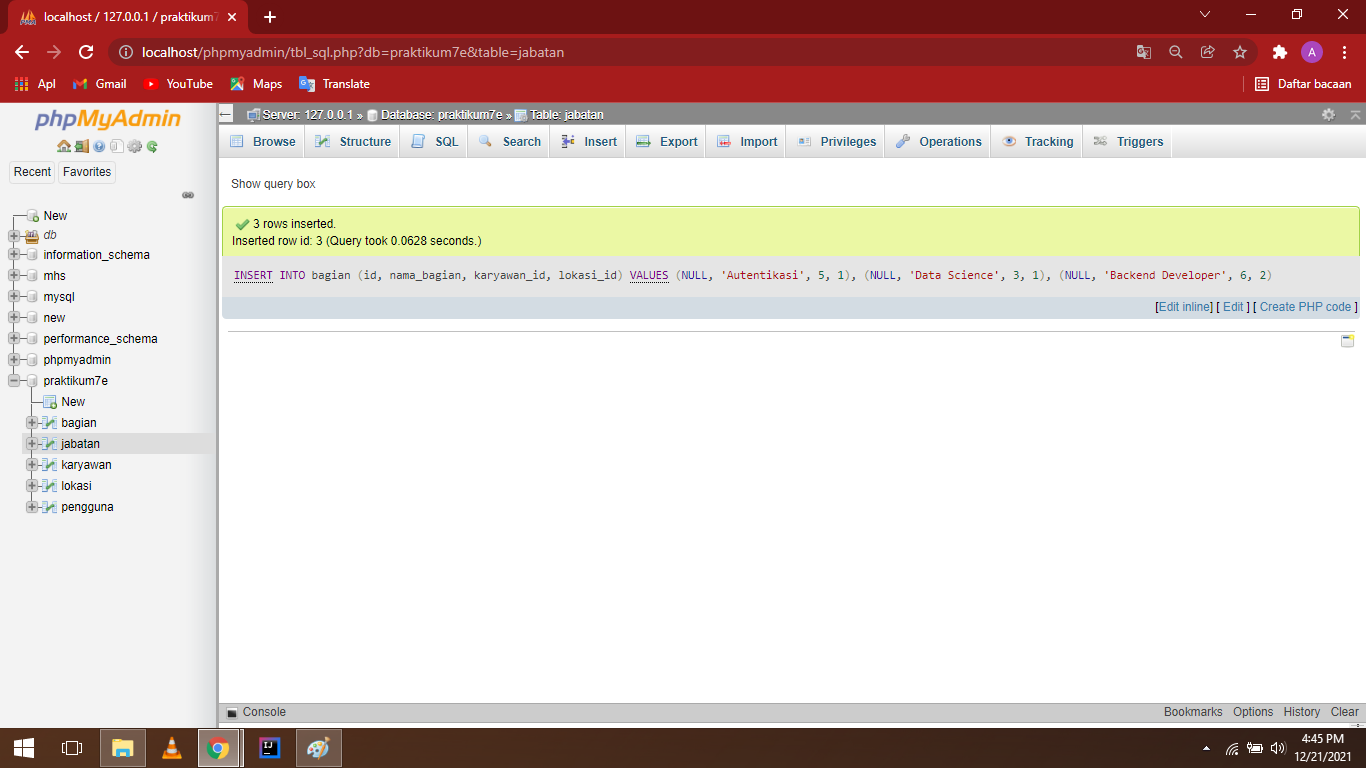 localhost / 127.0.0.1 / praktikum7
localhost/phpmyadmin/tbl_sql.php?db=praktikum7e&table=jabatan
A
Apl
Gmail
YouTube
Maps
Translate
Daftar bacaan
phpMyAdmin
Recent
Favorites
New
db
information_schema
mhs
mysql
new
performance_schema
phpmyadmin
praktikum7e
New
bagian
jabatan
karyawan
lokasi
pengguna
Server: 127.0.0.1 » Database: praktikum7e » Table: jabatan
Browse Structure SQL Search Insert Export Import Privileges Operations Tracking Triggers
Show query box
3 rows inserted.
Inserted row id: 3 (Query took 0.0628 seconds.)
INSERT INTO bagian (id, nama_bagian, karyawan_id, lokasi_id) VALUES (NULL, 'Autentikasi', 5, 1), (NULL, 'Data Science', 3, 1), (NULL, 'Backend Developer', 6, 2)
[Edit inline] [ Edit ] [ Create PHP code ]
Console
Bookmarks Options History Clear
IJ
4:45 PM
12/21/2021